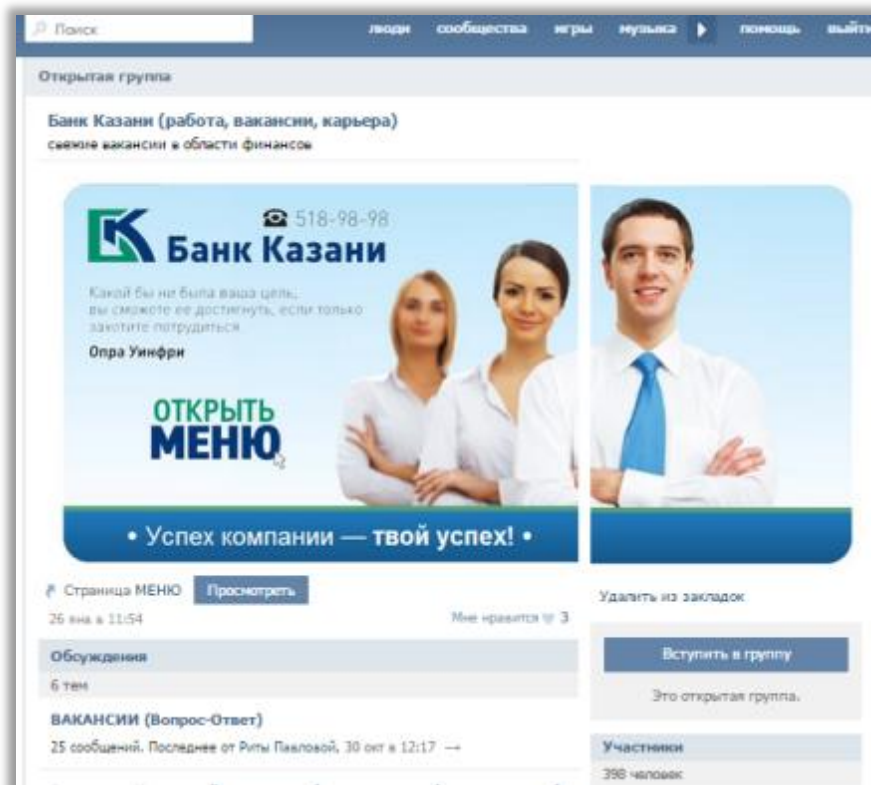 Поиск
люди сообщества игры музыка помощь выйти
Открытая группа
Банк Казани (работа, вакансии, карьера)
свежие вакансии в области финансов
518-98-98
Банк Казани
Какой бы ни была ваша цель,
вы сможете ее достигнуть, если только
захотите потрудиться
Опра Уинфри
ОТКРЫТЬ
МЕНЮ
• Успех компании — твой успех! •
Страница МЕНЮ Просмотреть
26 янв в 11:54 Мне нравится 3
Обсуждения
6 тем
ВАКАНСИИ (Вопрос-Ответ)
25 сообщений. Последнее от Риты Павловой, 30 окт в 12:17 →
Удалить из закладок
Вступить в группу
Это открытая группа.
Участники
398 человек